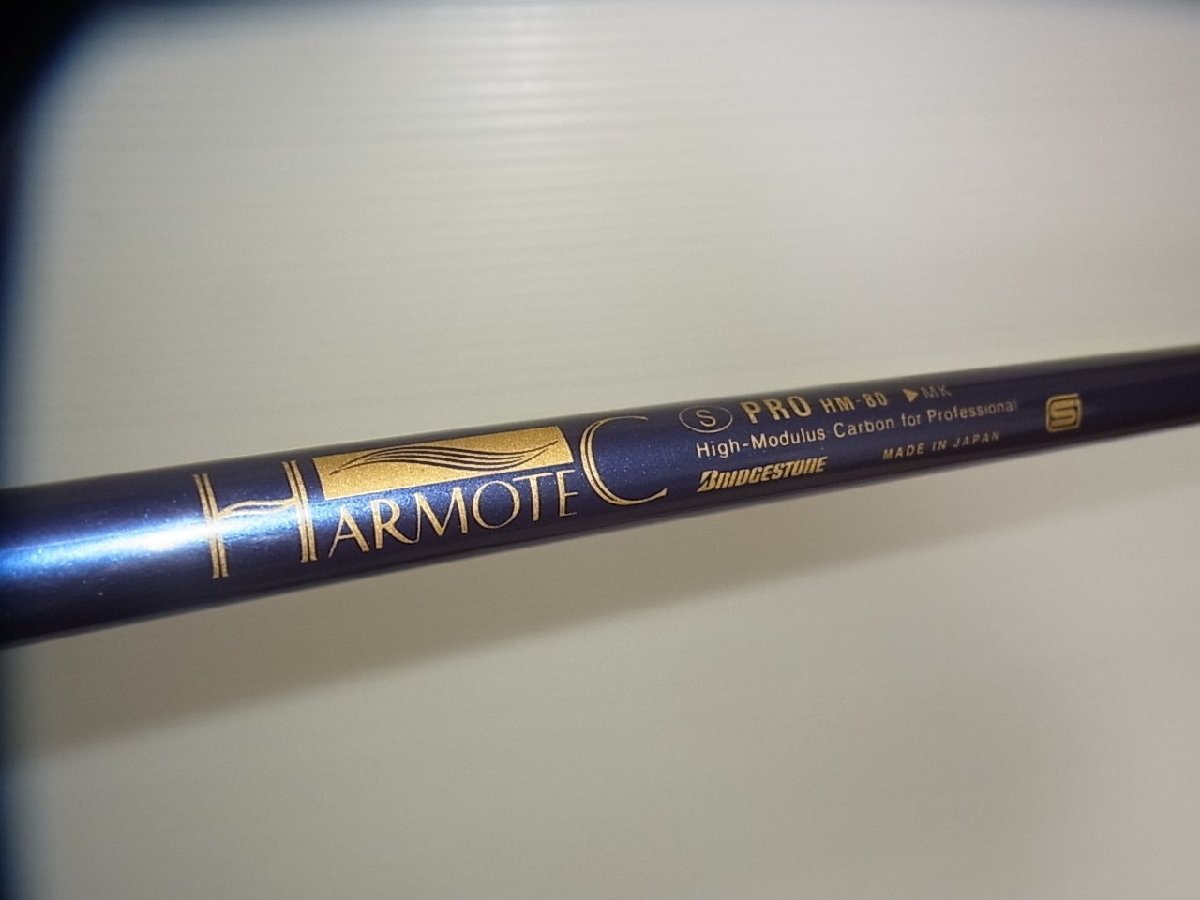 HARMOTEC
S PRO HM-80 ▶MK
High-Modulus Carbon for Professional
BRIDGESTONE MADE IN JAPAN
S